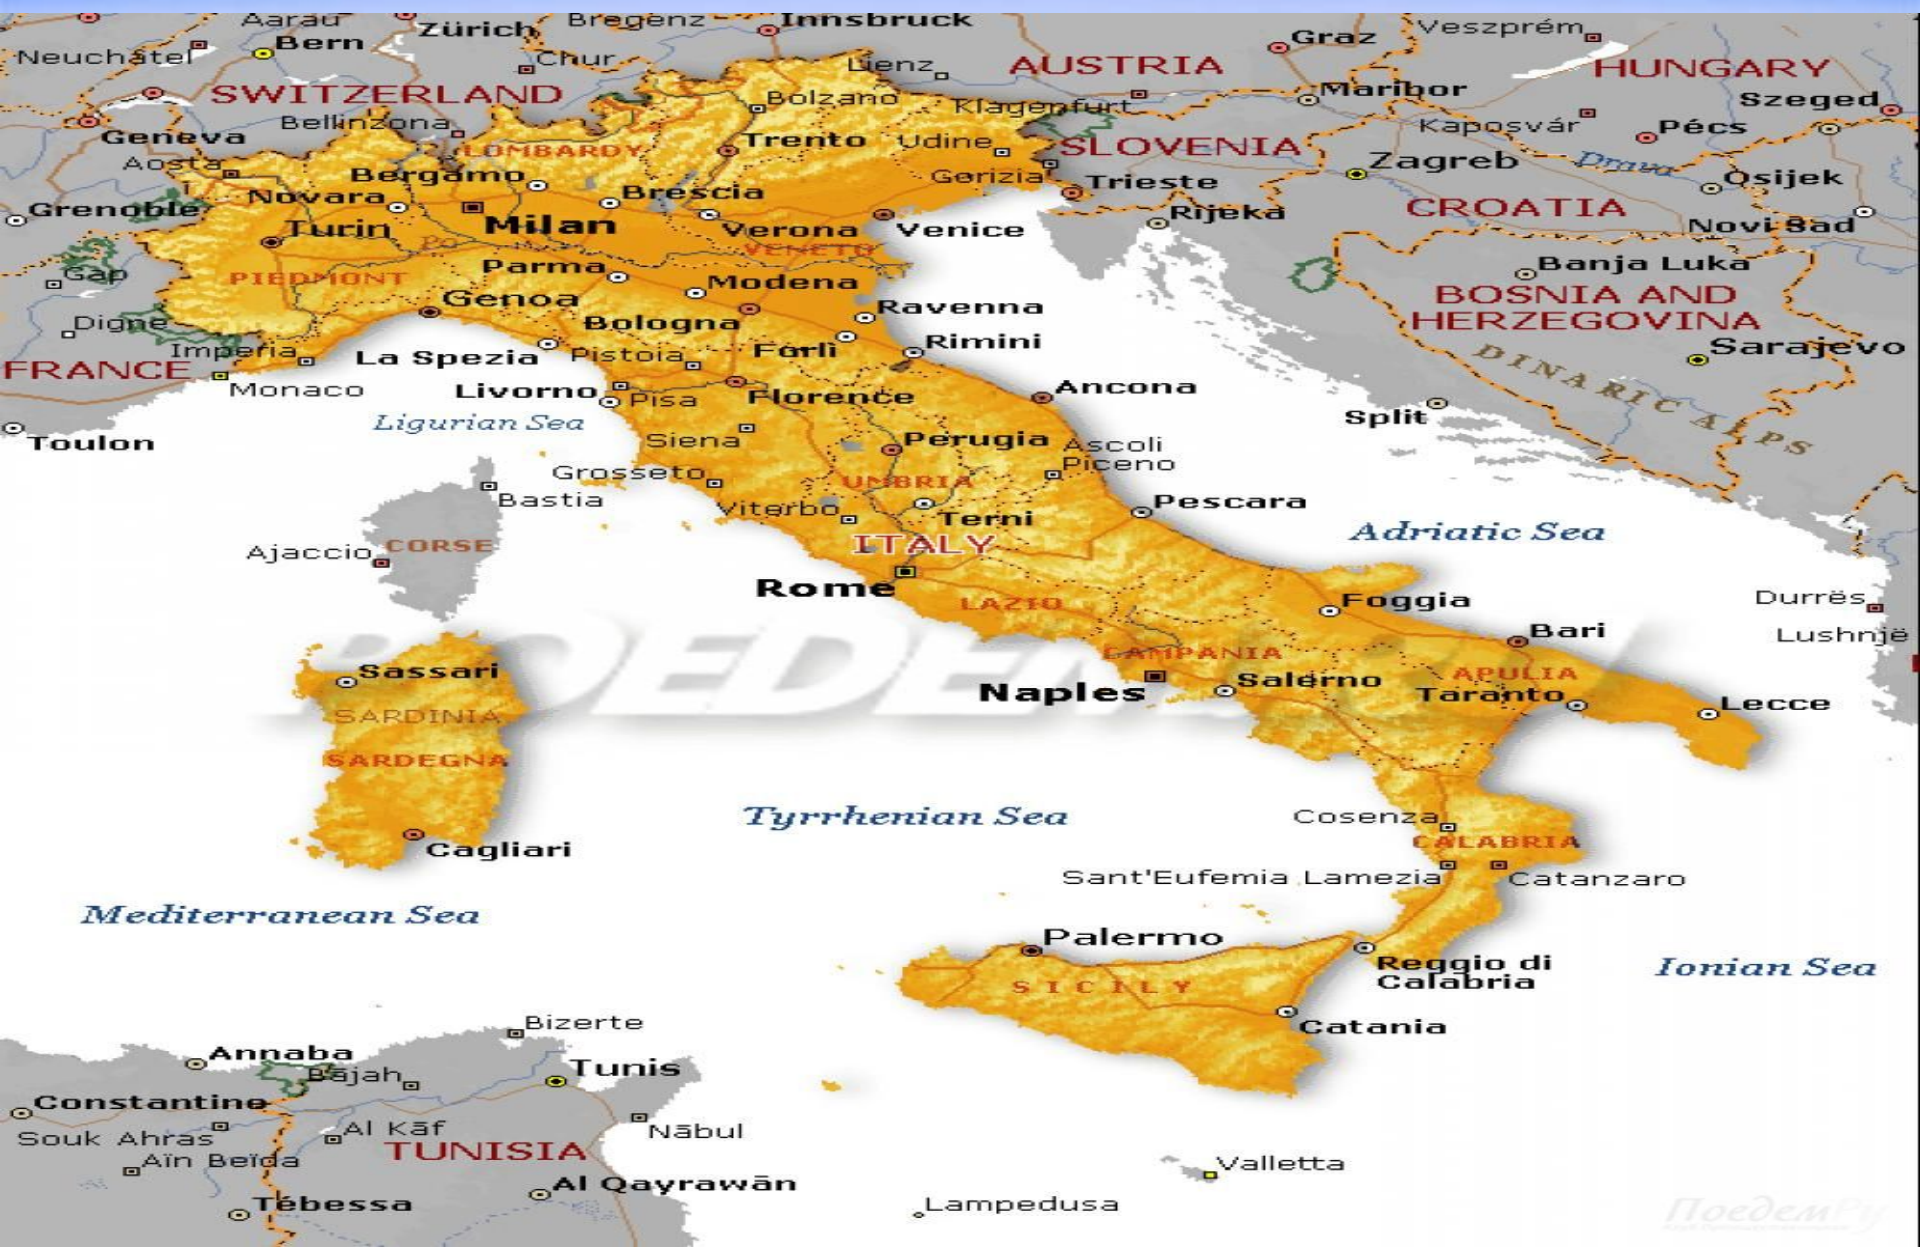 Aarau
Zürich
Bregenz
Innsbruck
Neuchâtel
Bern
Chur
Lienz
AUSTRIA
Graz
Veszprém
HUNGARY
SWITZERLAND
Bolzano
Klagenfurt
Maribor
Szeged
Geneva
Bellinzona
LOMBARDY
Trento
Udine
SLOVENIA
Kaposvár
Pécs
Aosta
Bergamo
Gorizia
Trieste
Zagreb
Drava
Osijek
Grenoble
Novara
Milan
Brescia
Rijeka
CROATIA
Novi Sad
Turin
Po
Verona
VENETO
Venice
Gap
PIEDMONT
Parma
Modena
Banja Luka
Genoa
Ravenna
BOSNIA AND
HERZEGOVINA
Digne
Bologna
Imperia
La Spezia
Pistoia
Forlì
Rimini
Sarajevo
FRANCE
Monaco
Livorno
Pisa
Florence
Ancona
DINARIC ALPS
Toulon
Ligurian Sea
Siena
Perugia
Ascoli
Piceno
Split
Grosseto
UMBRIA
Bastia
Viterbo
Terni
Pescara
Adriatic Sea
Ajaccio
CORSE
ITALY
Rome
LAZIO
Foggia
Durrës
Bari
Lushnjë
POEDEM.RU
Sassari
CAMPANIA
Naples
Salerno
APULIA
Taranto
Lecce
SARDINIA
SARDEGNA
Tyrrhenian Sea
Cosenza
CALABRIA
Cagliari
Sant'Eufemia Lamezia
Catanzaro
Mediterranean Sea
Palermo
Reggio di
Calabria
Ionian Sea
SICILY
Catania
Bizerte
Annaba
Bājah
Tunis
Constantine
Souk Ahras
Al Kāf
Nābul
TUNISIA
Aïn Beïda
Al Qayrawān
Valletta
Tébessa
Lampedusa
ПоедемРу